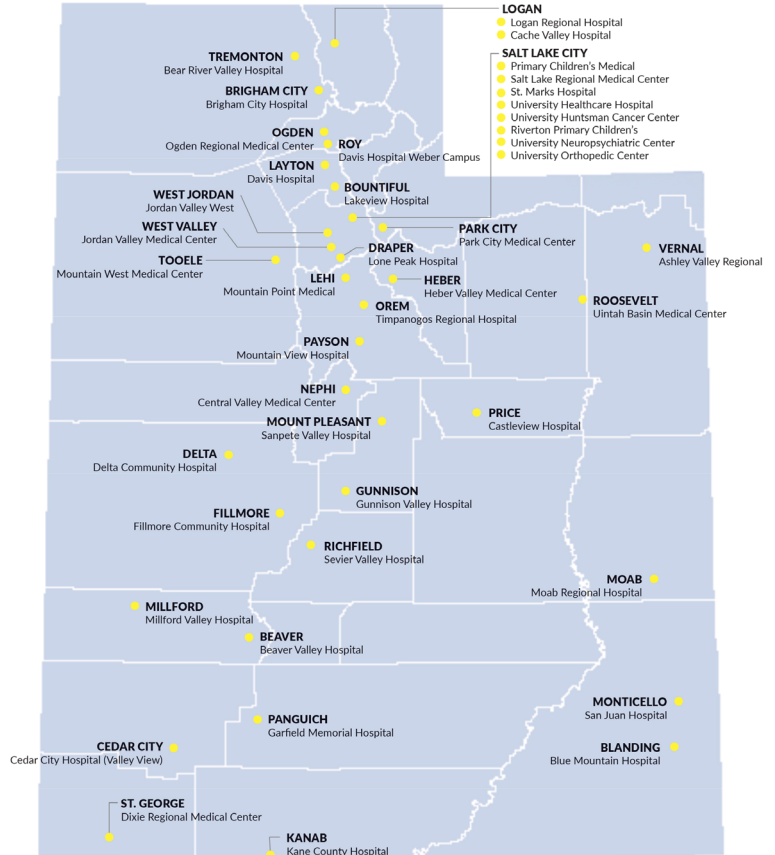 LOGAN
Logan Regional Hospital
Cache Valley Hospital
SALT LAKE CITY
Primary Children's Medical
Salt Lake Regional Medical Center
St. Marks Hospital
University Healthcare Hospital
University Huntsman Cancer Center
Riverton Primary Children's
University Neuropsychiatric Center
University Orthopedic Center
TREMONTON
Bear River Valley Hospital
BRIGHAM CITY
Brigham City Hospital
OGDEN
Ogden Regional Medical Center
ROY
Davis Hospital Weber Campus
LAYTON
Davis Hospital
BOUNTIFUL
Lakeview Hospital
WEST JORDAN
Jordan Valley West
WEST VALLEY
Jordan Valley Medical Center
PARK CITY
Park City Medical Center
DRAPER
Lone Peak Hospital
VERNAL
Ashley Valley Regional
TOOELE
Mountain West Medical Center
LEHI
Mountain Point Medical
HEBER
Heber Valley Medical Center
OREM
Timpanogos Regional Hospital
ROOSEVELT
Uintah Basin Medical Center
PAYSON
Mountain View Hospital
NEPHI
Central Valley Medical Center
PRICE
Castleview Hospital
MOUNT PLEASANT
Sanpete Valley Hospital
DELTA
Delta Community Hospital
GUNNISON
Gunnison Valley Hospital
FILLMORE
Fillmore Community Hospital
RICHFIELD
Sevier Valley Hospital
MOAB
Moab Regional Hospital
MILLFORD
Millford Valley Hospital
BEAVER
Beaver Valley Hospital
MONTICELLO
San Juan Hospital
PANGUICH
Garfield Memorial Hospital
CEDAR CITY
Cedar City Hospital (Valley View)
BLANDING
Blue Mountain Hospital
ST. GEORGE
Dixie Regional Medical Center
KANAB
Kane County Hospital